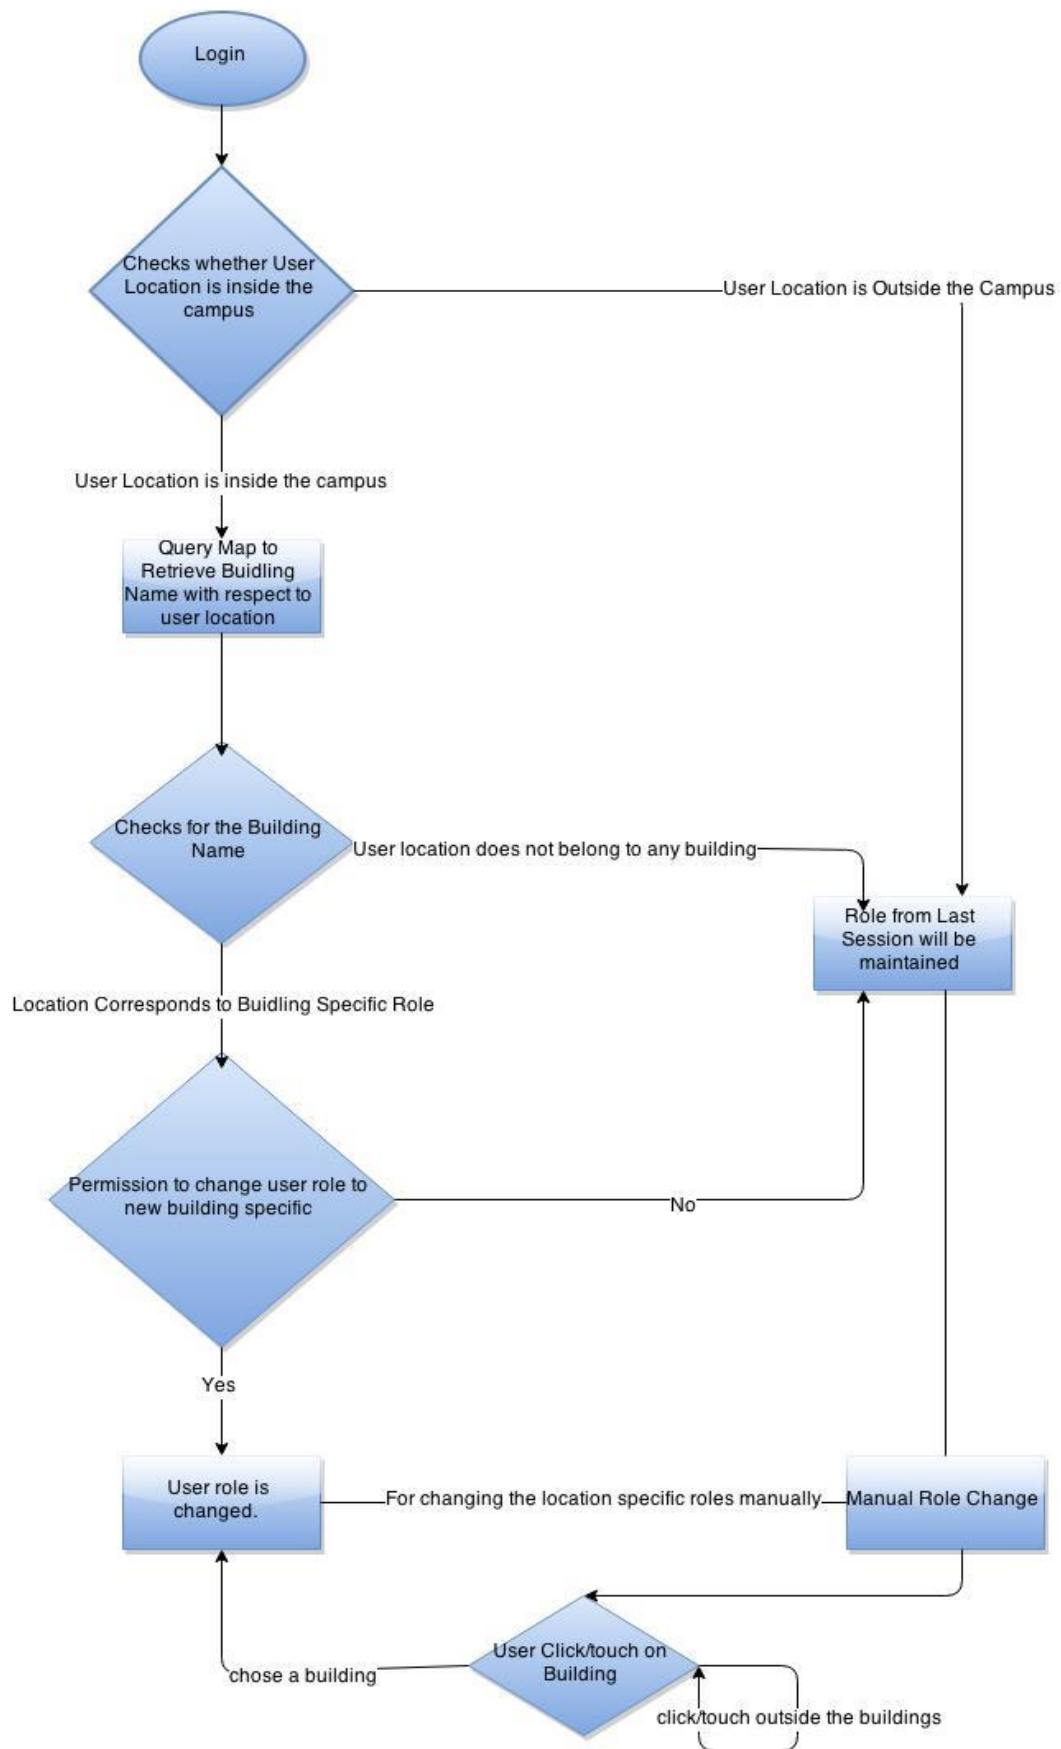 Login
Checks whether User
Location is inside the
campus
User Location is Outside the Campus
User Location is inside the campus
Query Map to
Retrieve Buidling
Name with respect to
user location
Checks for the Building
Name
User location does not belong to any building
Role from Last
Session will be
maintained
Location Corresponds to Buidling Specific Role
Permission to change user role to
new building specific
No
Yes
User role is
changed.
For changing the location specific roles manually
Manual Role Change
User Click/touch on
Building
chose a building
click/touch outside the buildings